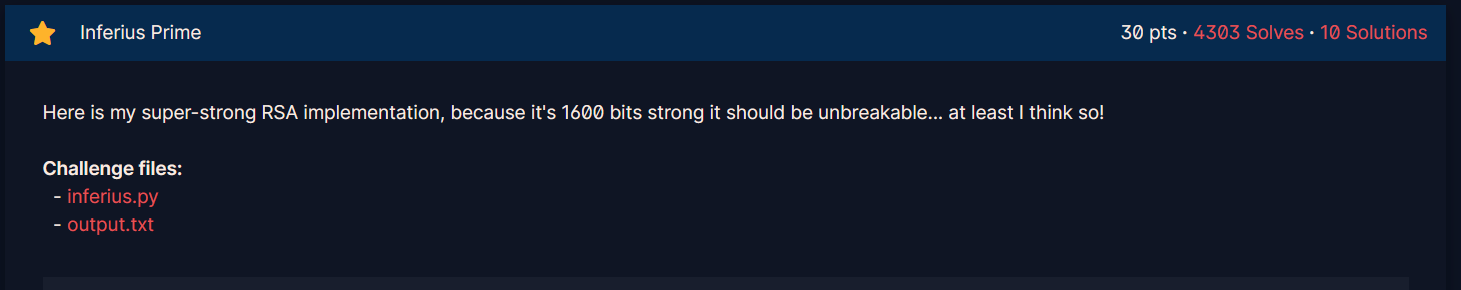 Inferius Prime 30 pts · 4303 Solves · 10 Solutions
Here is my super-strong RSA implementation, because it's 1600 bits strong it should be unbreakable... at least I think so!
Challenge files:
- inferius.py
- output.txt